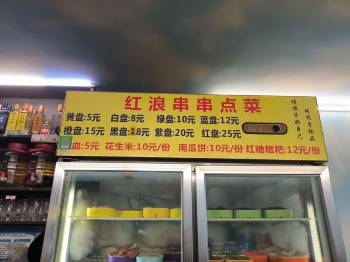 红浪串串点菜
黄盘:5元 白盘:8元 绿盘:10元 蓝盘:12元
橙盘:15元 黑盘:28元 紫盘:20元 红盘:25元
血:5元 花生米:10元/份 南瓜饼:10元/份 红糖糍粑:12元/份